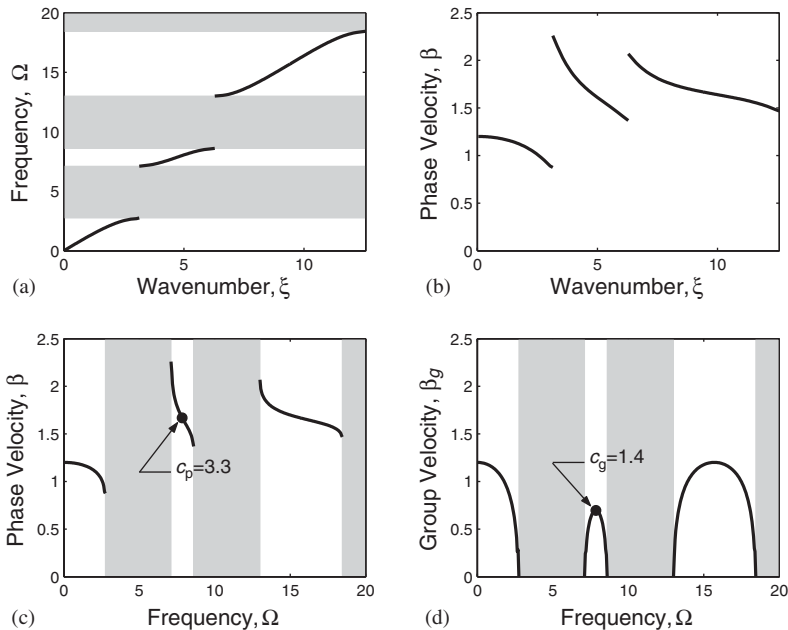 20
15
10
5
0
0
5
10
Frequency, Ω
Wavenumber, ξ
(a)
2.5
2
1.5
1
0.5
0
0
5
10
Phase Velocity, β
Wavenumber, ξ
(b)
2.5
2
1.5
1
0.5
0
0
5
10
15
20
cp=3.3
Phase Velocity, β
Frequency, Ω
(c)
2.5
2
1.5
1
0.5
0
0
5
10
15
20
cg=1.4
Group Velocity, βg
Frequency, Ω
(d)